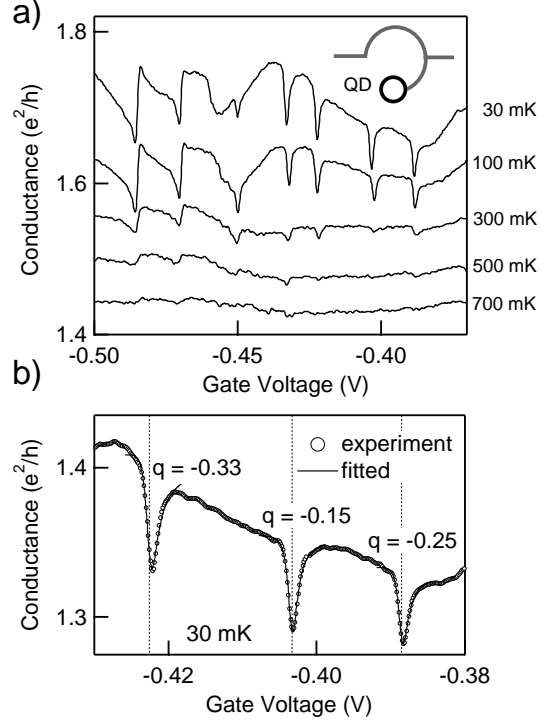 a)
1.8
QD
30 mK
100 mK
1.6
300 mK
500 mK
700 mK
1.4
-0.50
-0.45
-0.40
Conductance (e²/h)
Gate Voltage (V)
b)
experiment
fitted
1.4
q = -0.33
q = -0.15
q = -0.25
1.3
30 mK
-0.42
-0.40
-0.38
Conductance (e²/h)
Gate Voltage (V)